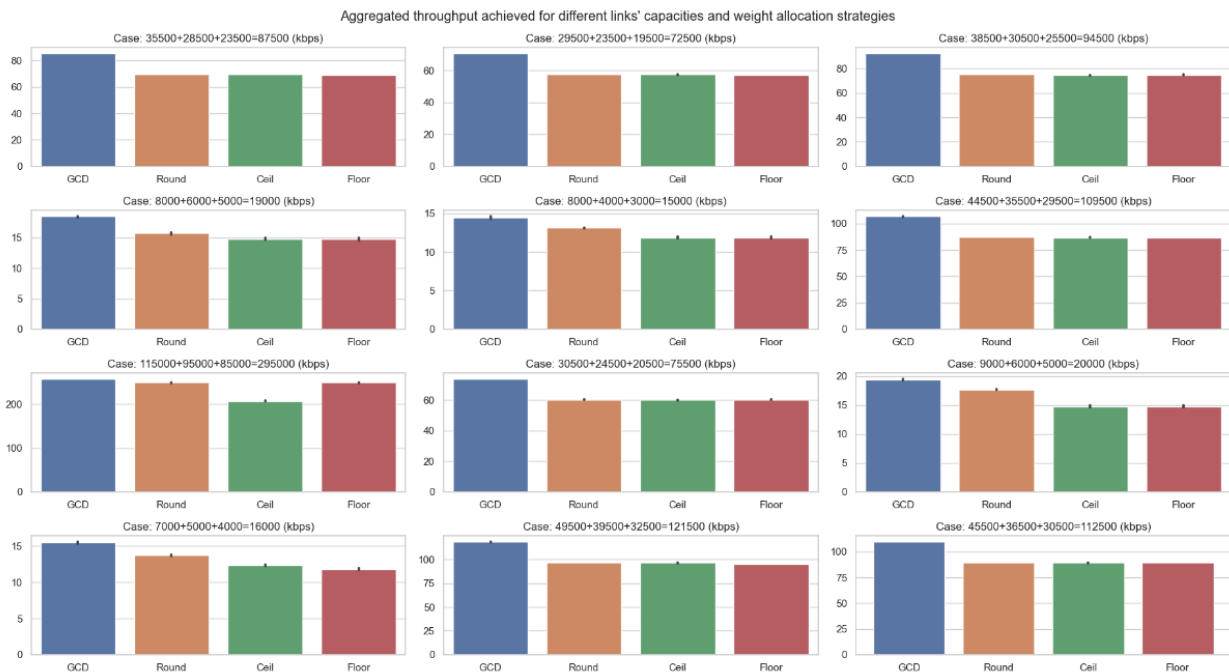 Aggregated throughput achieved for different links' capacities and weight allocation strategies
Case: 35500+28500+23500=87500 (kbps)
80
60
40
20
0
GCD Round Ceil Floor
Case: 29500+23500+19500=72500 (kbps)
60
40
20
0
GCD Round Ceil Floor
Case: 38500+30500+25500=94500 (kbps)
80
60
40
20
0
GCD Round Ceil Floor
Case: 8000+6000+5000=19000 (kbps)
15
10
5
0
GCD Round Ceil Floor
Case: 8000+4000+3000=15000 (kbps)
15
10
5
0
GCD Round Ceil Floor
Case: 44500+35500+29500=109500 (kbps)
100
75
50
25
0
GCD Round Ceil Floor
Case: 115000+95000+85000=295000 (kbps)
200
100
0
GCD Round Ceil Floor
Case: 30500+24500+20500=75500 (kbps)
60
40
20
0
GCD Round Ceil Floor
Case: 9000+6000+5000=20000 (kbps)
20
15
10
5
0
GCD Round Ceil Floor
Case: 7000+5000+4000=16000 (kbps)
15
10
5
0
GCD Round Ceil Floor
Case: 49500+39500+32500=121500 (kbps)
100
75
50
25
0
GCD Round Ceil Floor
Case: 45500+36500+30500=112500 (kbps)
100
75
50
25
0
GCD Round Ceil Floor